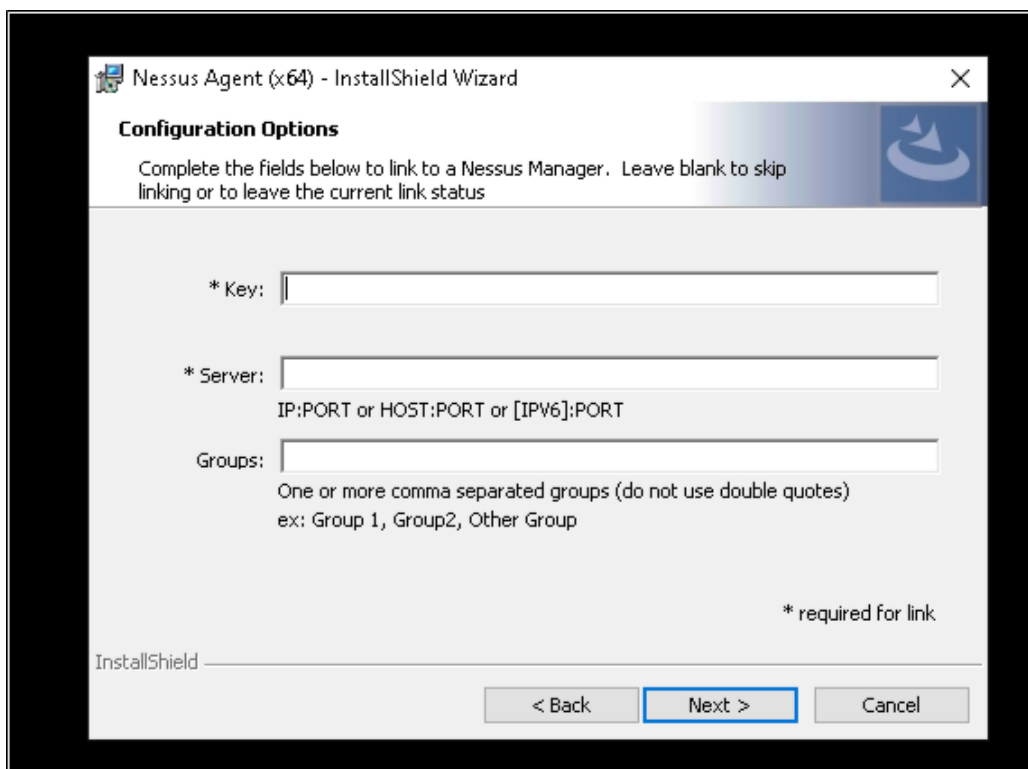 Nessus Agent (x64) - InstallShield Wizard
Configuration Options
Complete the fields below to link to a Nessus Manager.  Leave blank to skip
linking or to leave the current link status
* Key:
* Server:
IP:PORT or HOST:PORT or [IPV6]:PORT
Groups:
One or more comma separated groups (do not use double quotes)
ex: Group 1, Group2, Other Group
* required for link
InstallShield
< Back
Next >
Cancel